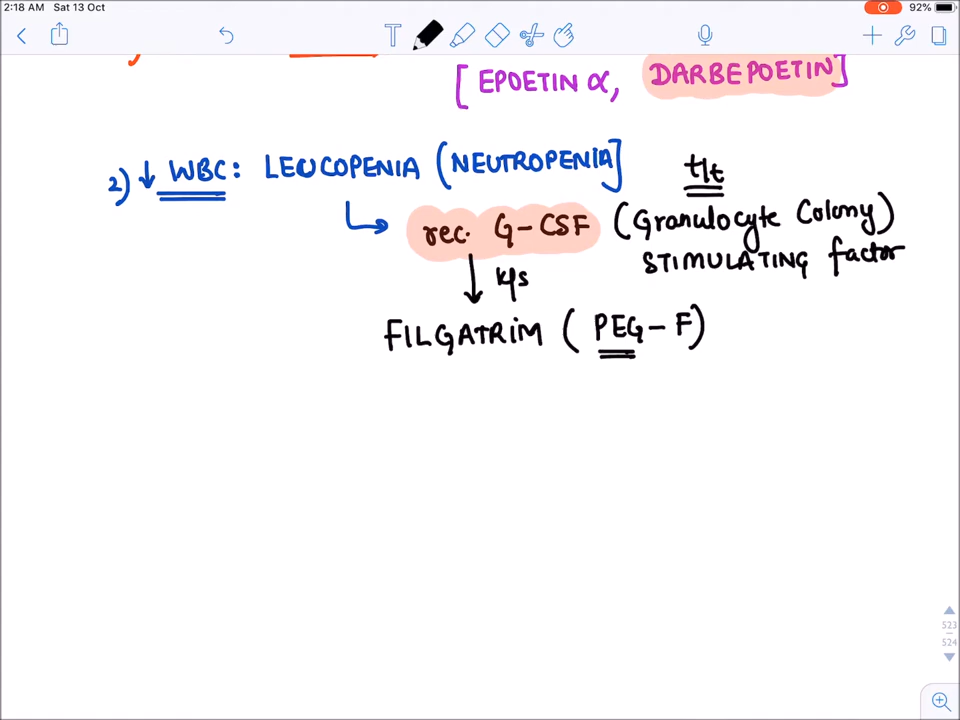 2:18 AM Sat 13 Oct 92%
[EPOETIN α, DARBEPOETIN]
2) ↓ WBC: LEUCOPENIA (NEUTROPENIA]
t/t
rec. G-CSF (Granulocyte Colony)
STIMULATING factor
↓ k/s
FILGATRIM (PEG-F)
523
524